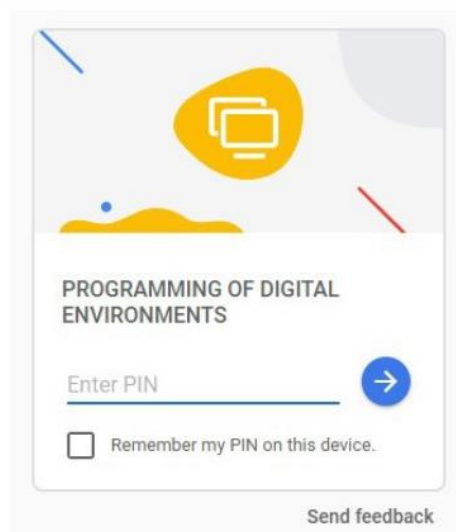 PROGRAMMING OF DIGITAL
ENVIRONMENTS
Enter PIN
Remember my PIN on this device.
Send feedback